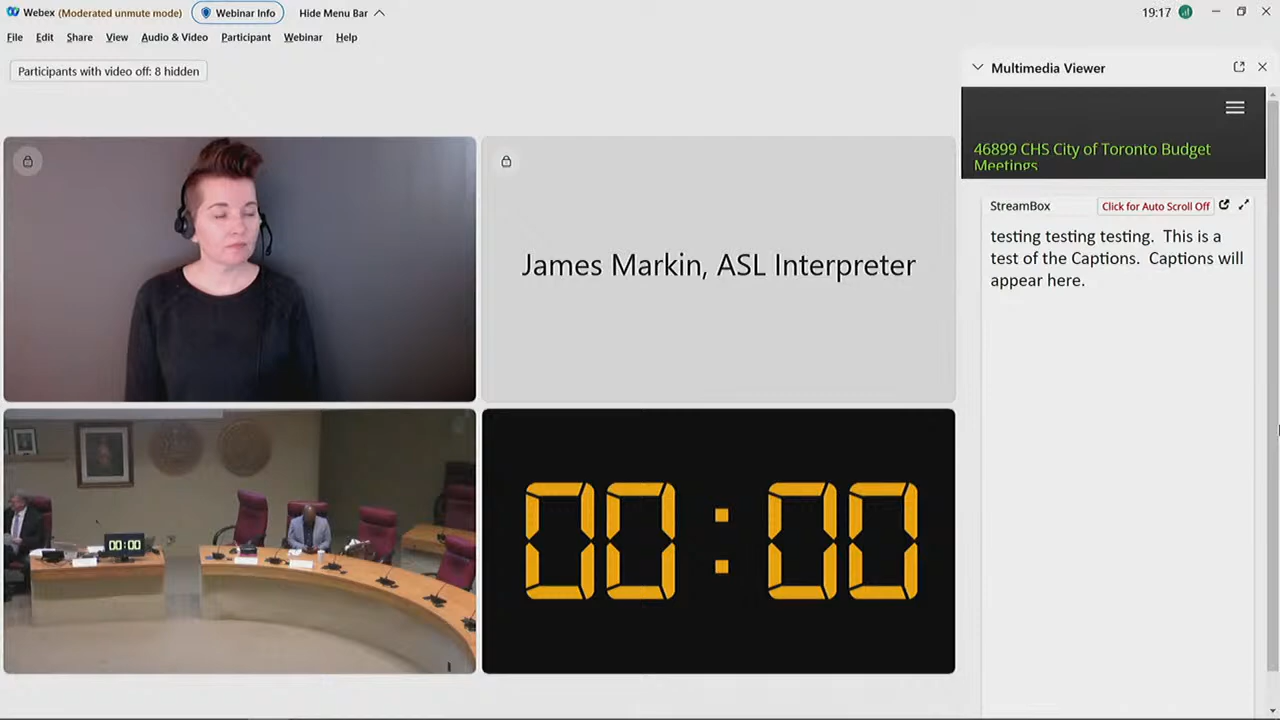 Webex (Moderated unmute mode) Webinar Info Hide Menu Bar 19:17
File Edit Share View Audio & Video Participant Webinar Help
Participants with video off: 8 hidden
Multimedia Viewer
46899 CHS City of Toronto Budget
Meetings
StreamBox Click for Auto Scroll Off
testing testing testing. This is a
test of the Captions. Captions will
appear here.
James Markin, ASL Interpreter
00:00
00:00